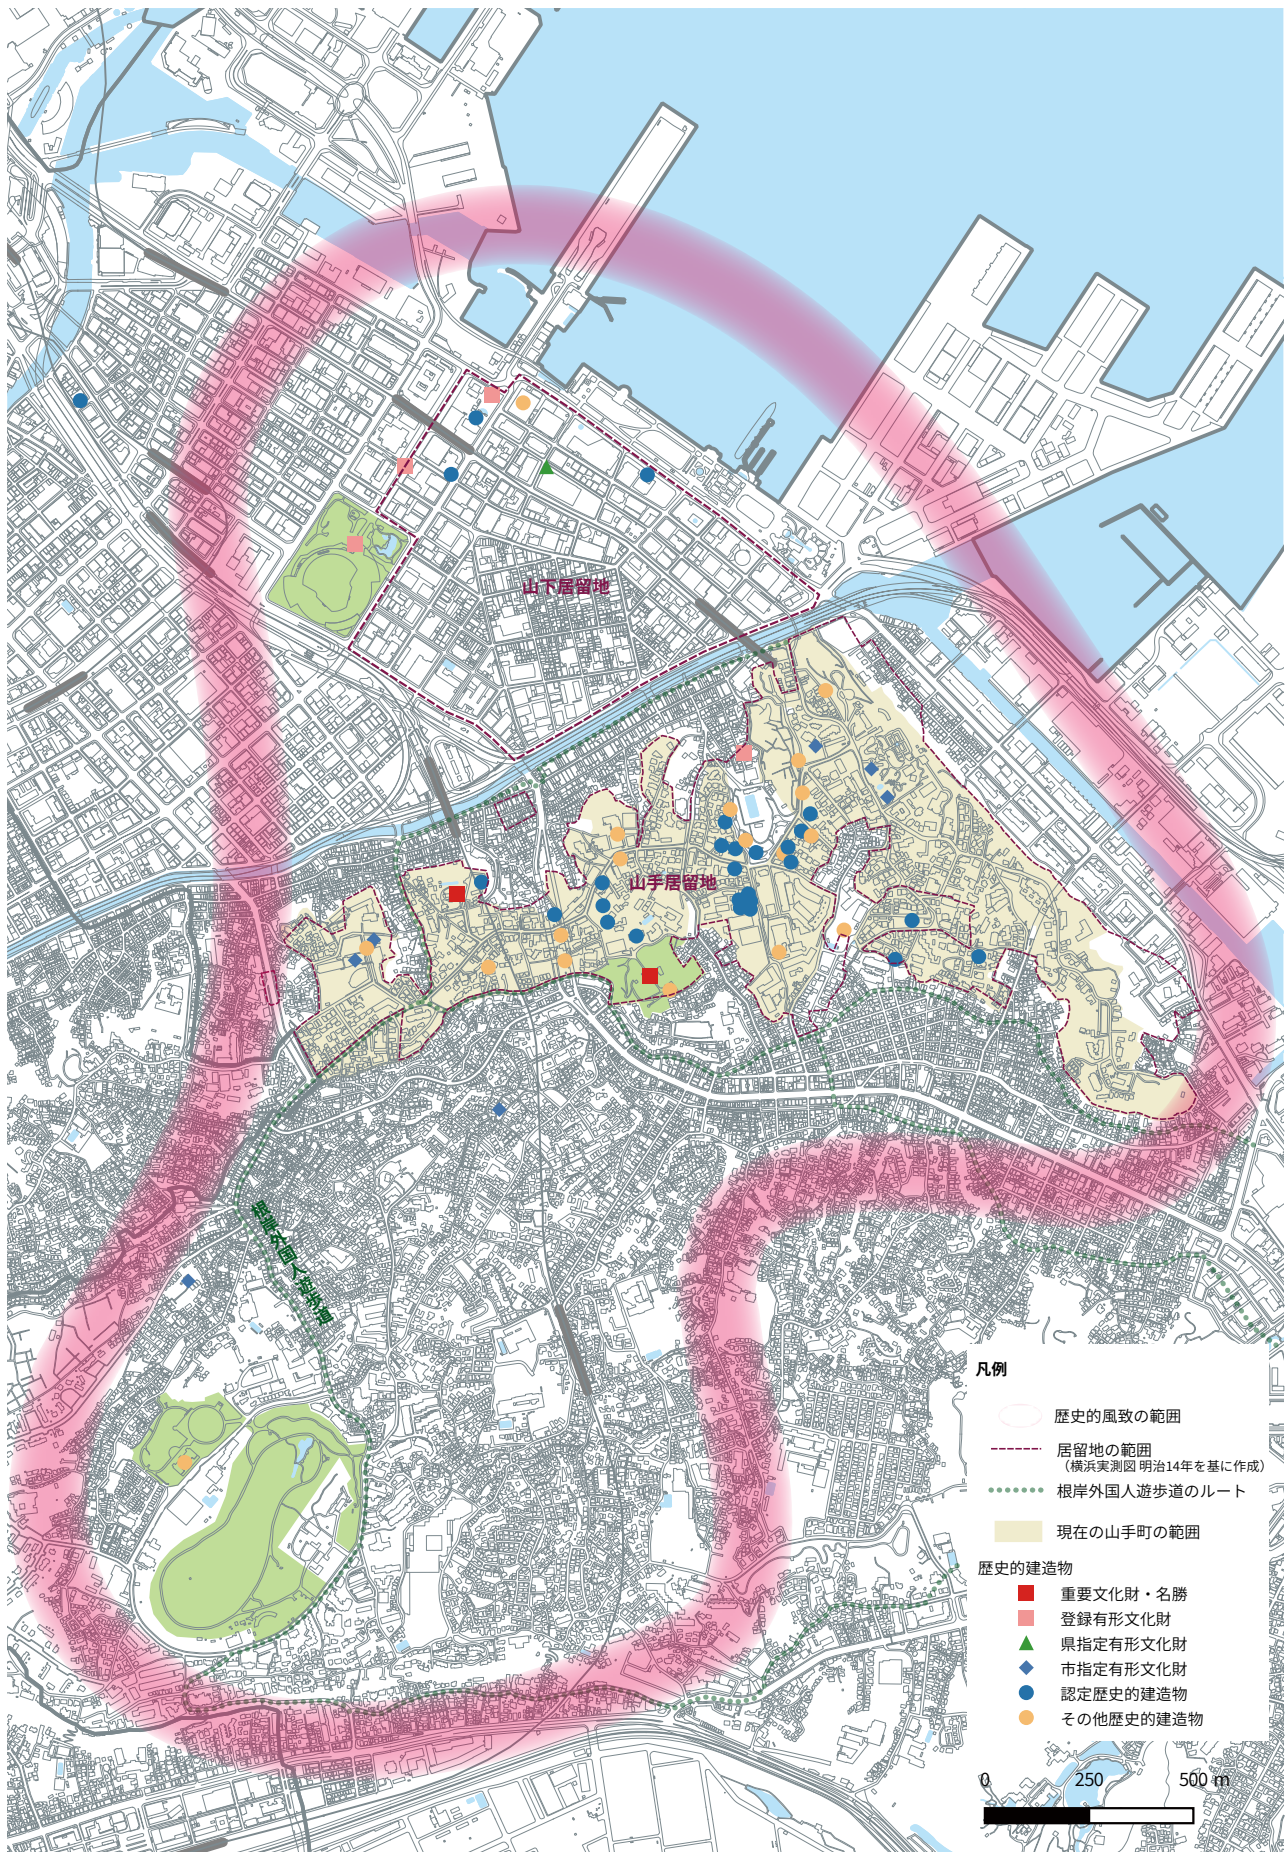 山下居留地
山手居留地
根岸外国人遊歩道
凡例
歴史的風致の範囲
居留地の範囲
（横浜実測図 明治14年を基に作成）
根岸外国人遊歩道のルート
現在の山手町の範囲
歴史的建造物
重要文化財・名勝
登録有形文化財
県指定有形文化財
市指定有形文化財
認定歴史的建造物
その他歴史的建造物
0 250 500 m